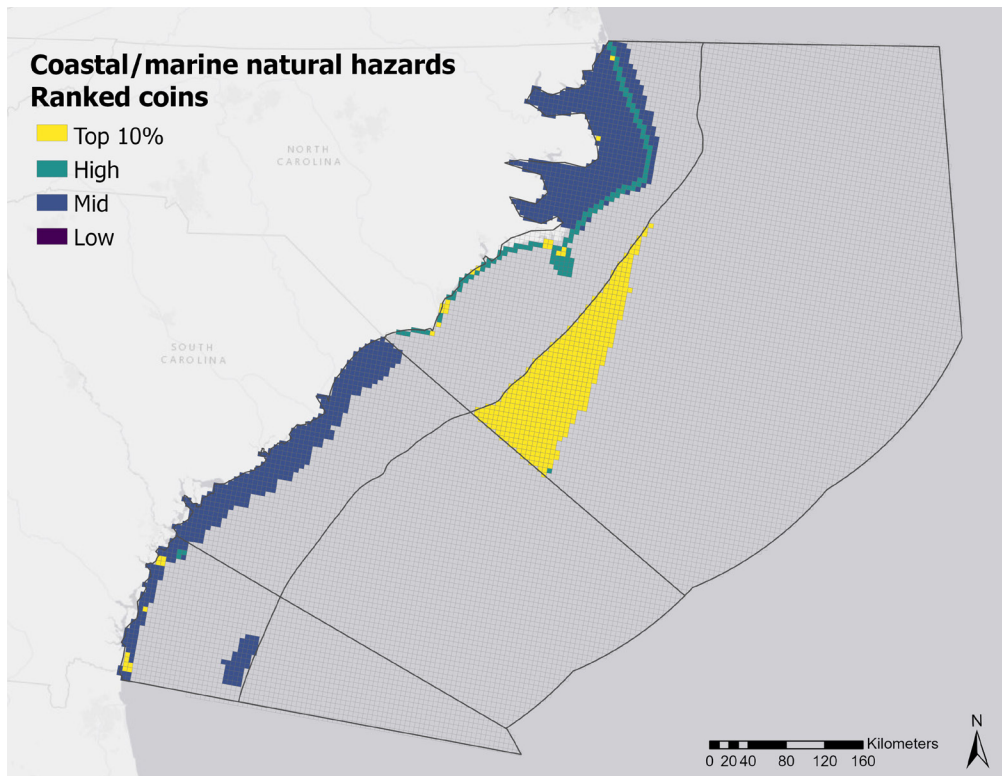 Coastal/marine natural hazards
Ranked coins
Top 10%
High
Mid
Low
NORTH
CAROLINA
SOUTH
CAROLINA
N
Kilometers
0 20 40 80 120 160